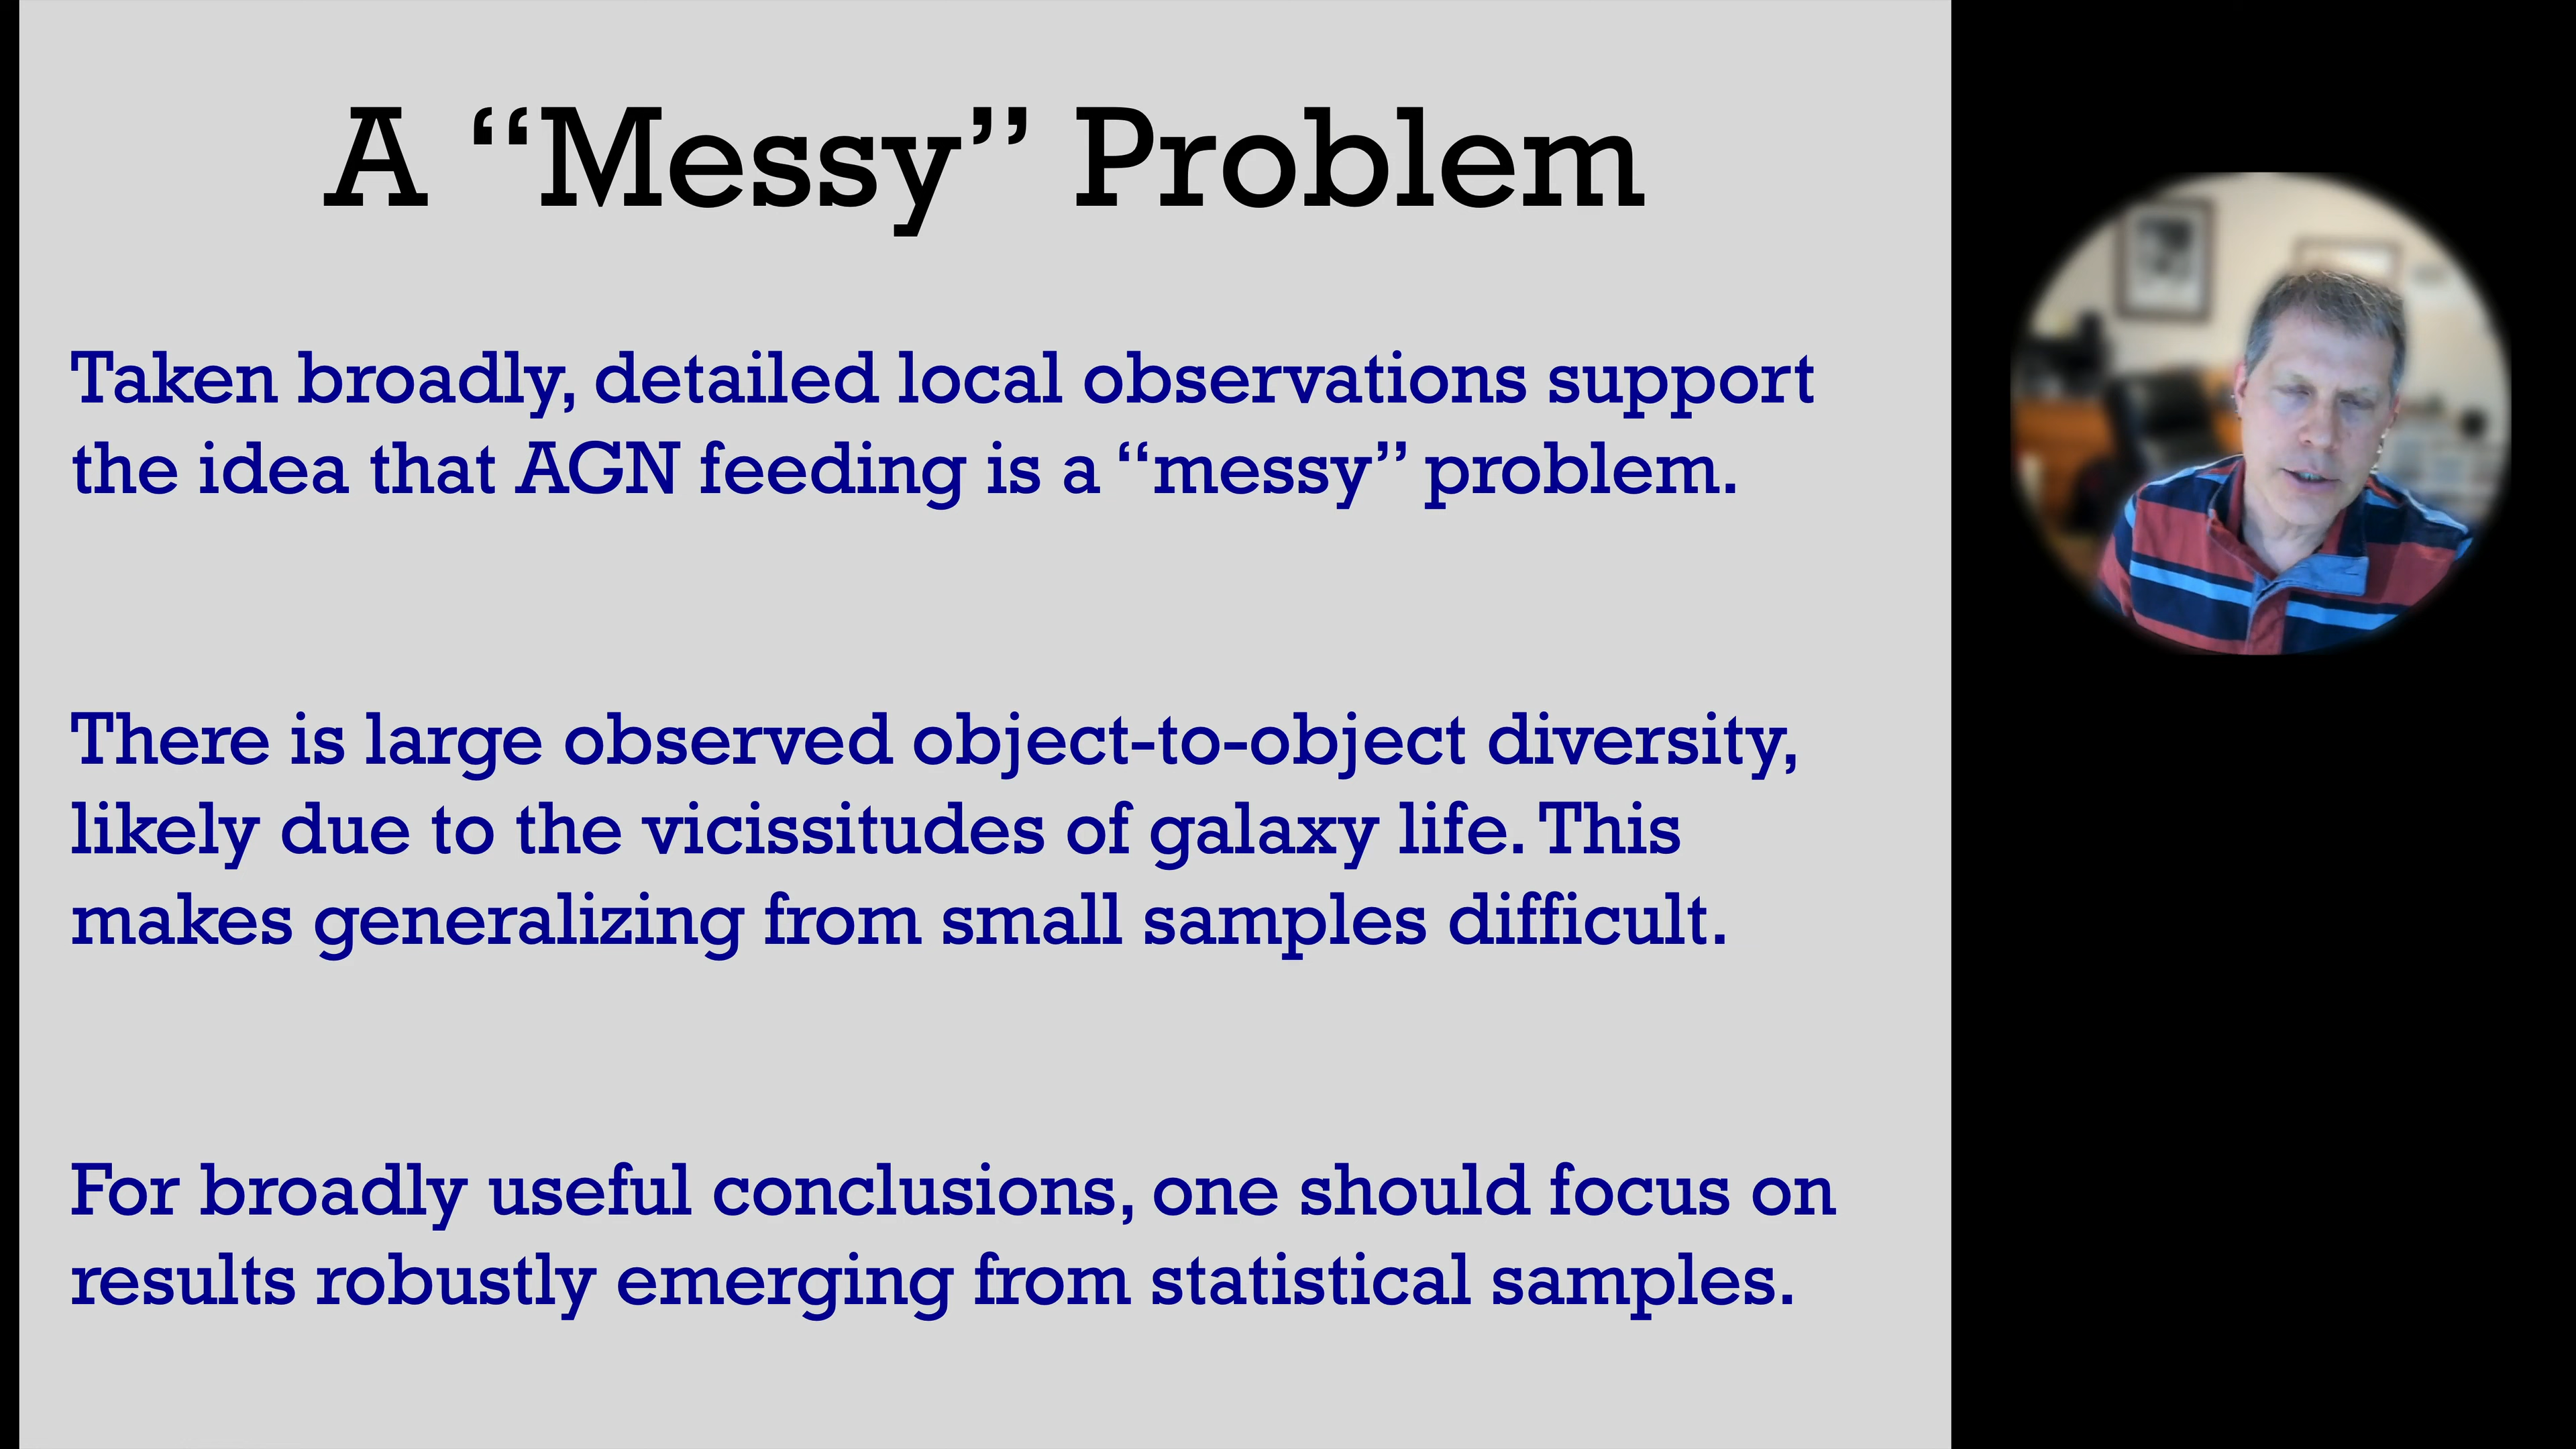 A “Messy” Problem
Taken broadly, detailed local observations support
the idea that AGN feeding is a “messy” problem.
There is large observed object-to-object diversity,
likely due to the vicissitudes of galaxy life. This
makes generalizing from small samples difficult.
For broadly useful conclusions, one should focus on
results robustly emerging from statistical samples.